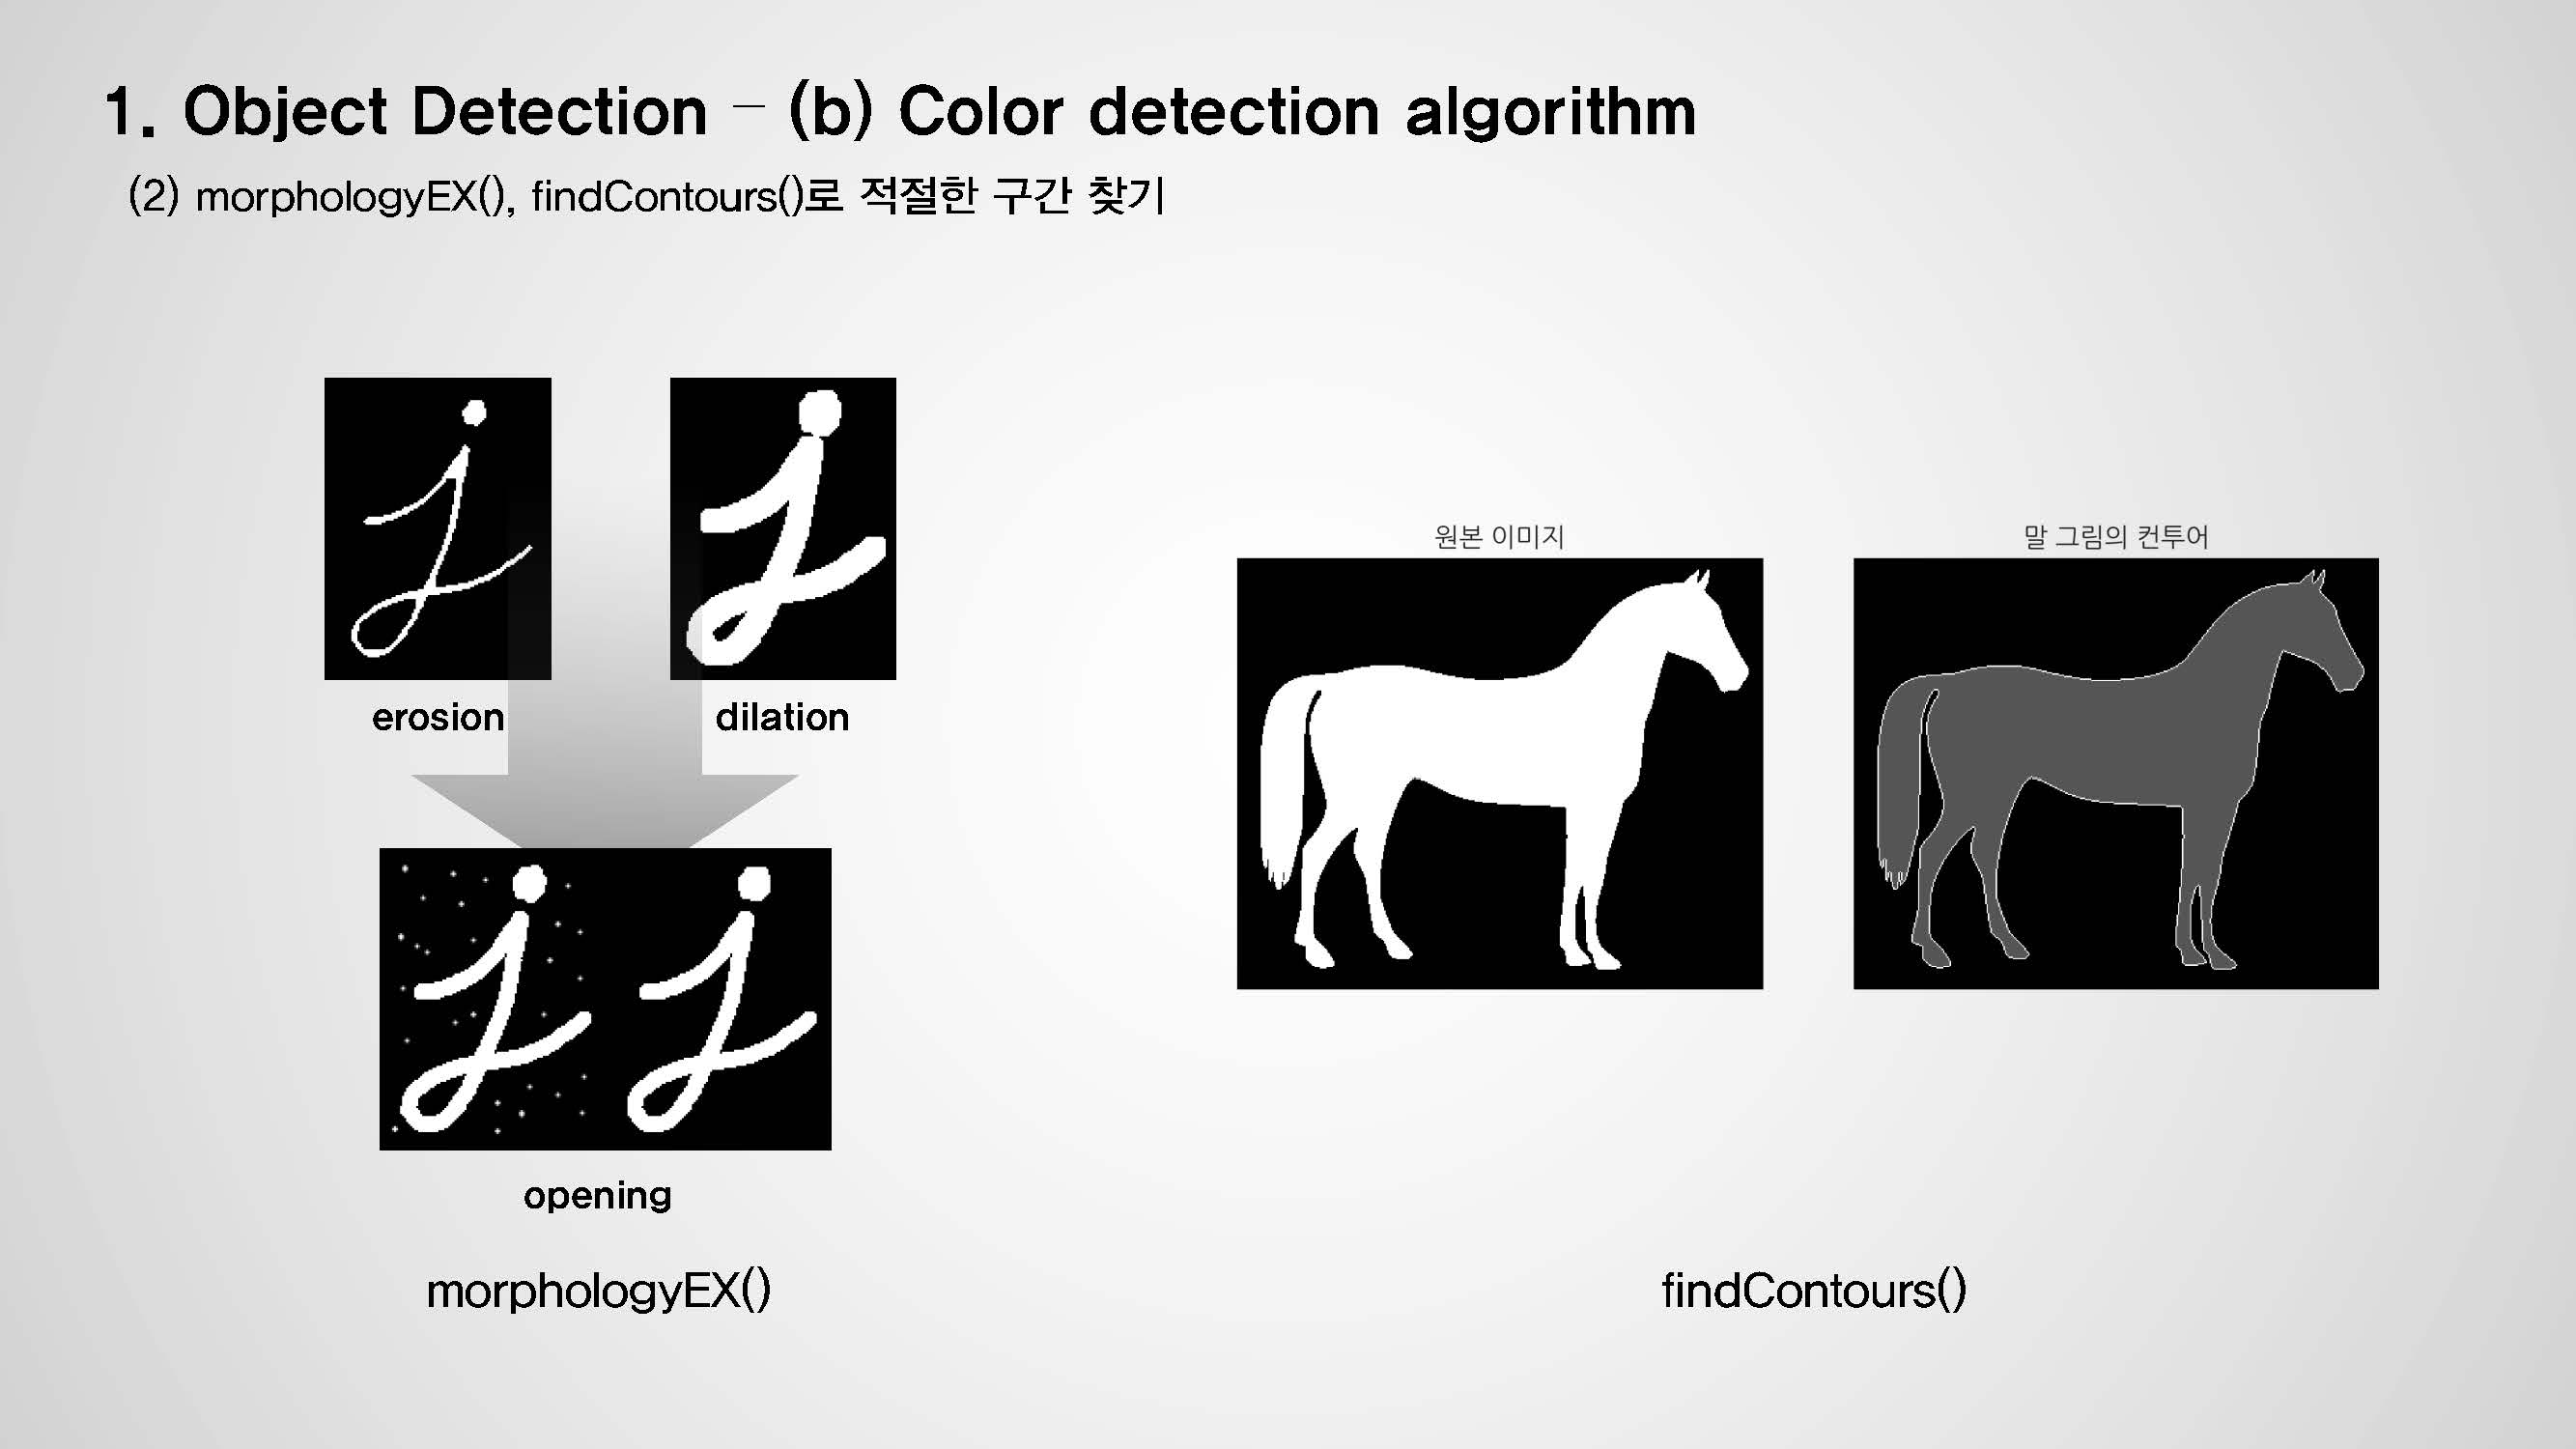 1. Object Detection – (b) Color detection algorithm
(2) morphologyEX(), findContours()로 적절한 구간 찾기
erosion
dilation
opening
morphologyEX()
원본 이미지
말 그림의 컨투어
findContours()